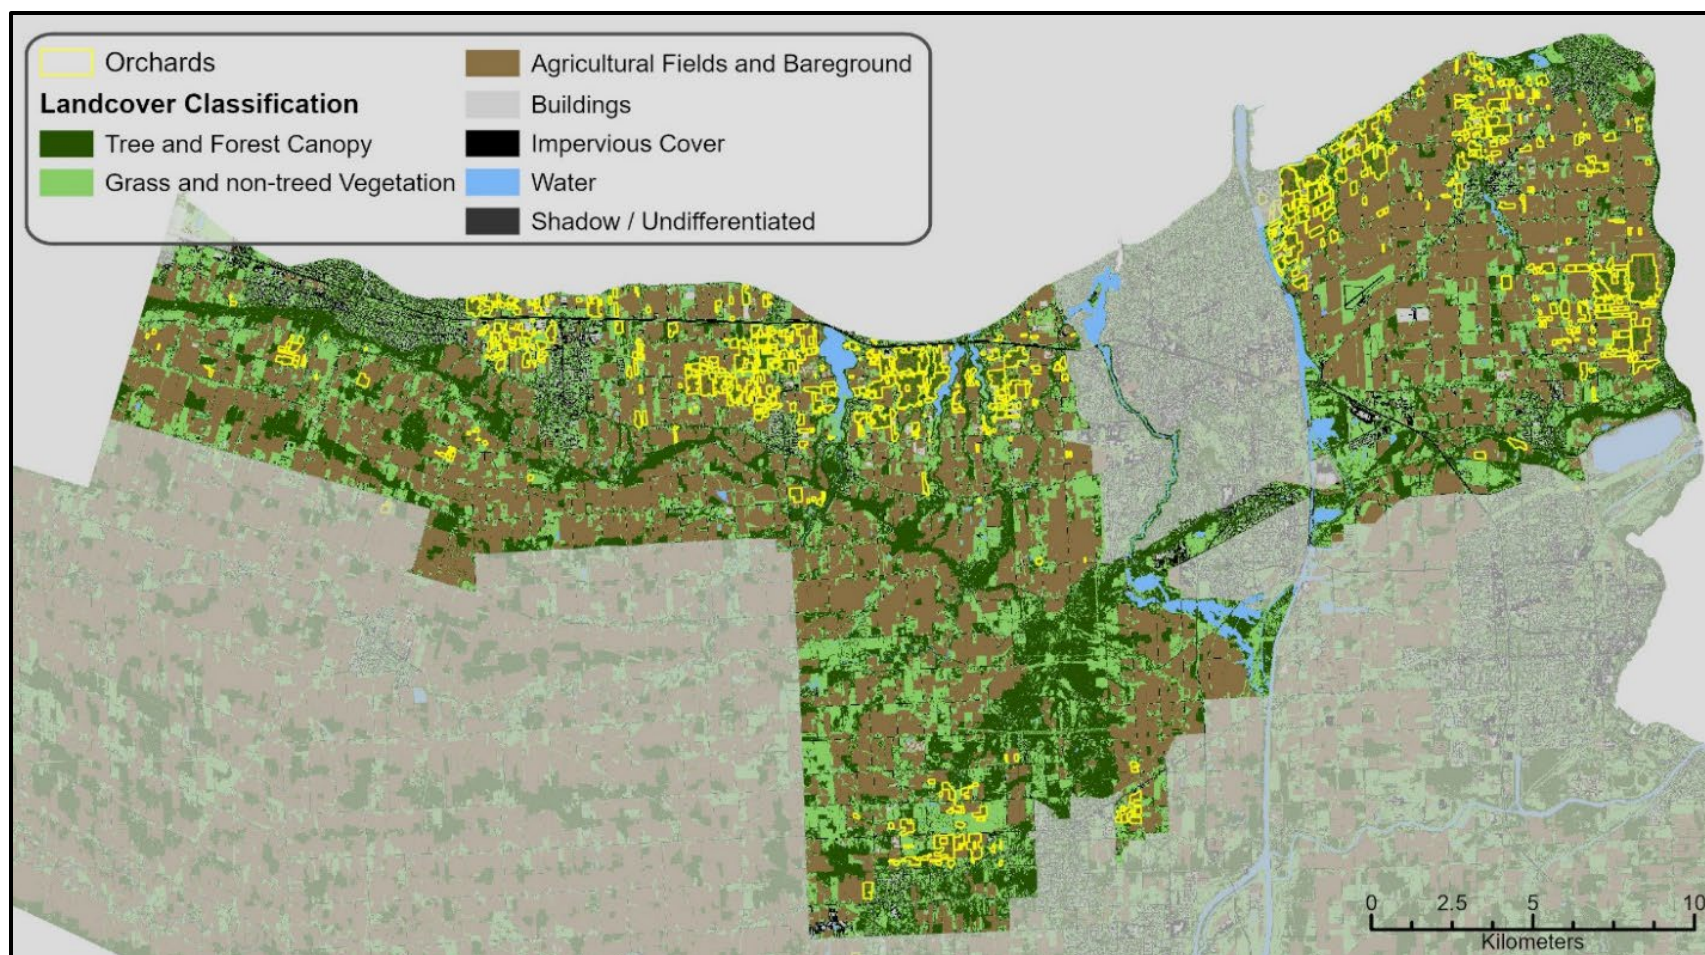 Orchards
Landcover Classification
Tree and Forest Canopy
Grass and non-treed Vegetation
Agricultural Fields and Bareground
Buildings
Impervious Cover
Water
Shadow / Undifferentiated
0 2.5 5 10
Kilometers